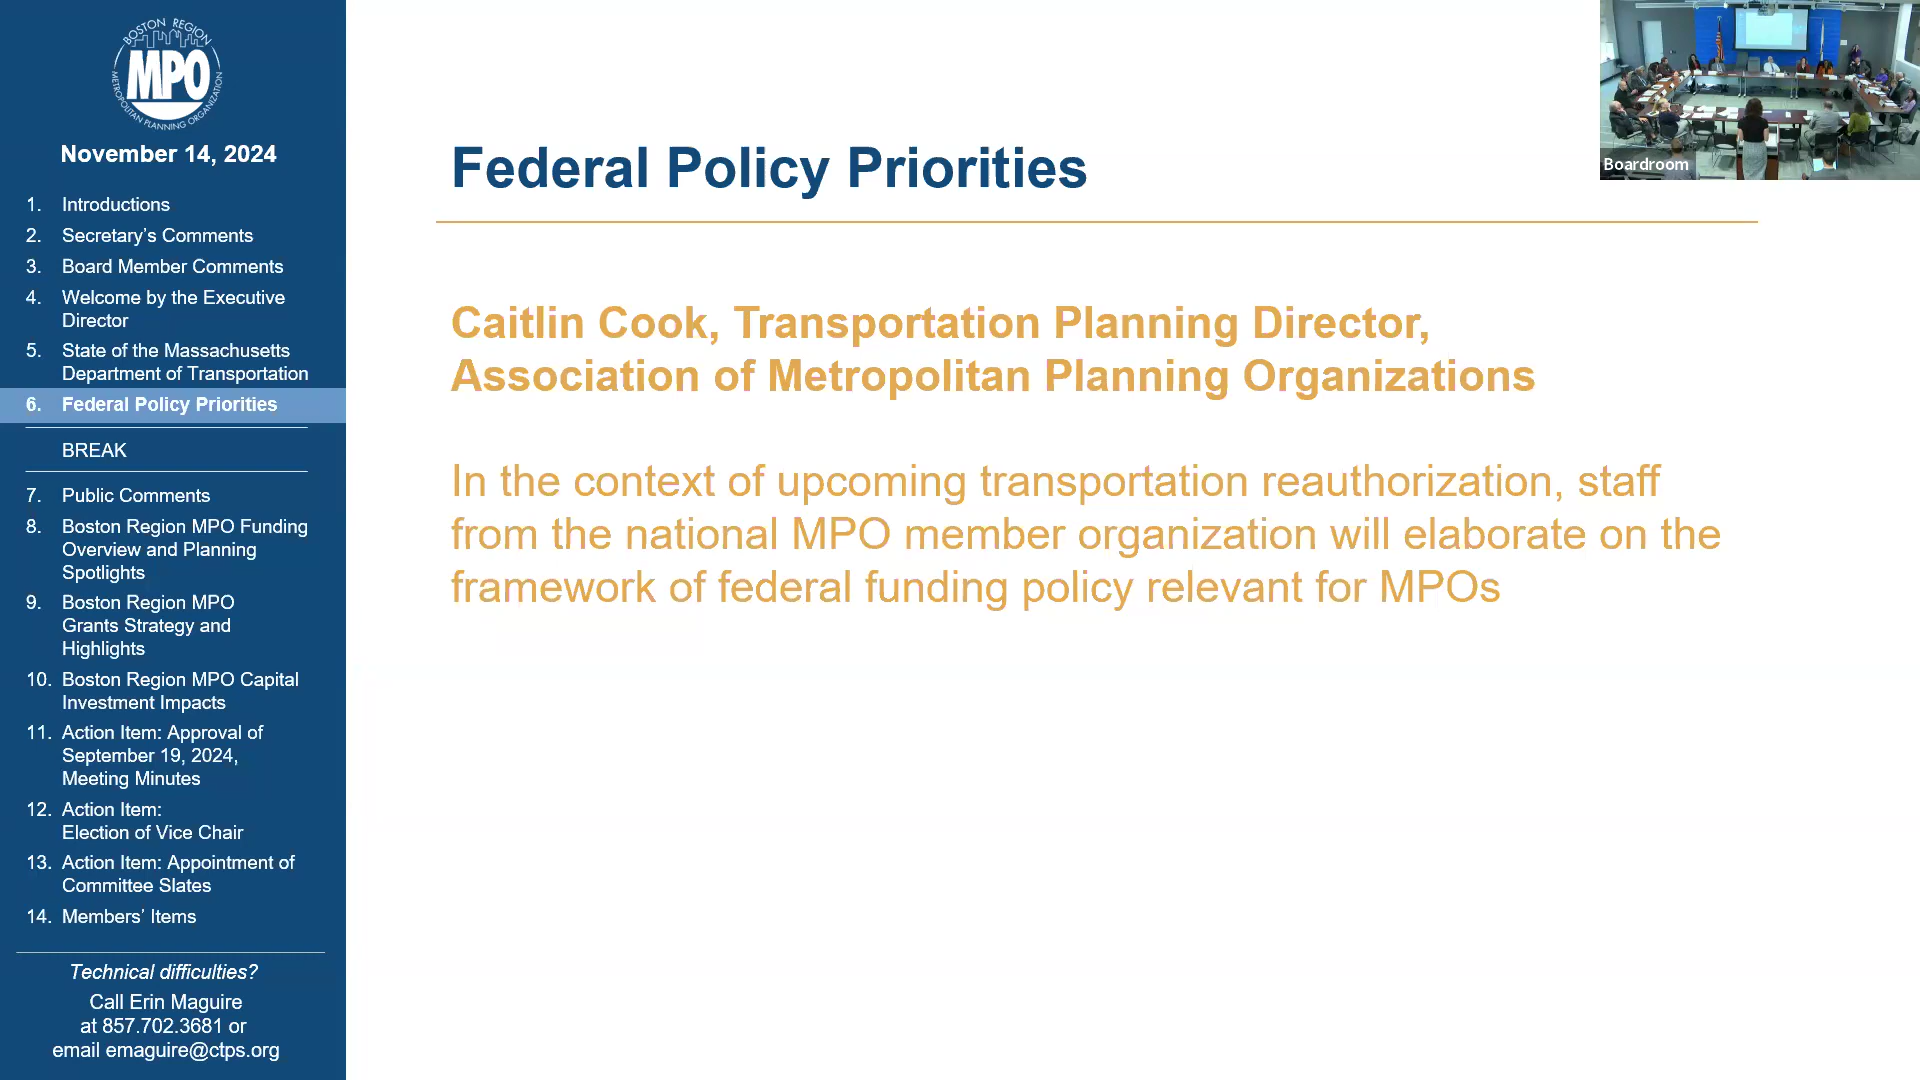 BOSTON REGION
MPO
METROPOLITAN PLANNING ORGANIZATION
November 14, 2024
1. Introductions
2. Secretary’s Comments
3. Board Member Comments
4. Welcome by the Executive
Director
5. State of the Massachusetts
Department of Transportation
6. Federal Policy Priorities
BREAK
7. Public Comments
8. Boston Region MPO Funding
Overview and Planning
Spotlights
9. Boston Region MPO
Grants Strategy and
Highlights
10. Boston Region MPO Capital
Investment Impacts
11. Action Item: Approval of
September 19, 2024,
Meeting Minutes
12. Action Item:
Election of Vice Chair
13. Action Item: Appointment of
Committee Slates
14. Members’ Items
Technical difficulties?
Call Erin Maguire
at 857.702.3681 or
email emaguire@ctps.org
Federal Policy Priorities
Caitlin Cook, Transportation Planning Director,
Association of Metropolitan Planning Organizations
In the context of upcoming transportation reauthorization, staff
from the national MPO member organization will elaborate on the
framework of federal funding policy relevant for MPOs
Boardroom